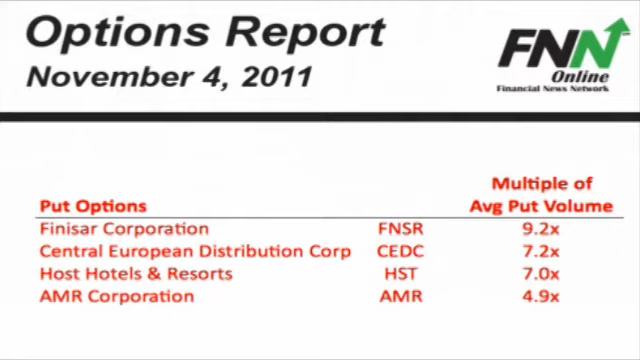 Options Report
November 4, 2011
FNN
Online
Financial News Network
Multiple of
Put Options Avg Put Volume
Finisar Corporation FNSR 9.2x
Central European Distribution Corp CEDC 7.2x
Host Hotels & Resorts HST 7.0x
AMR Corporation AMR 4.9x